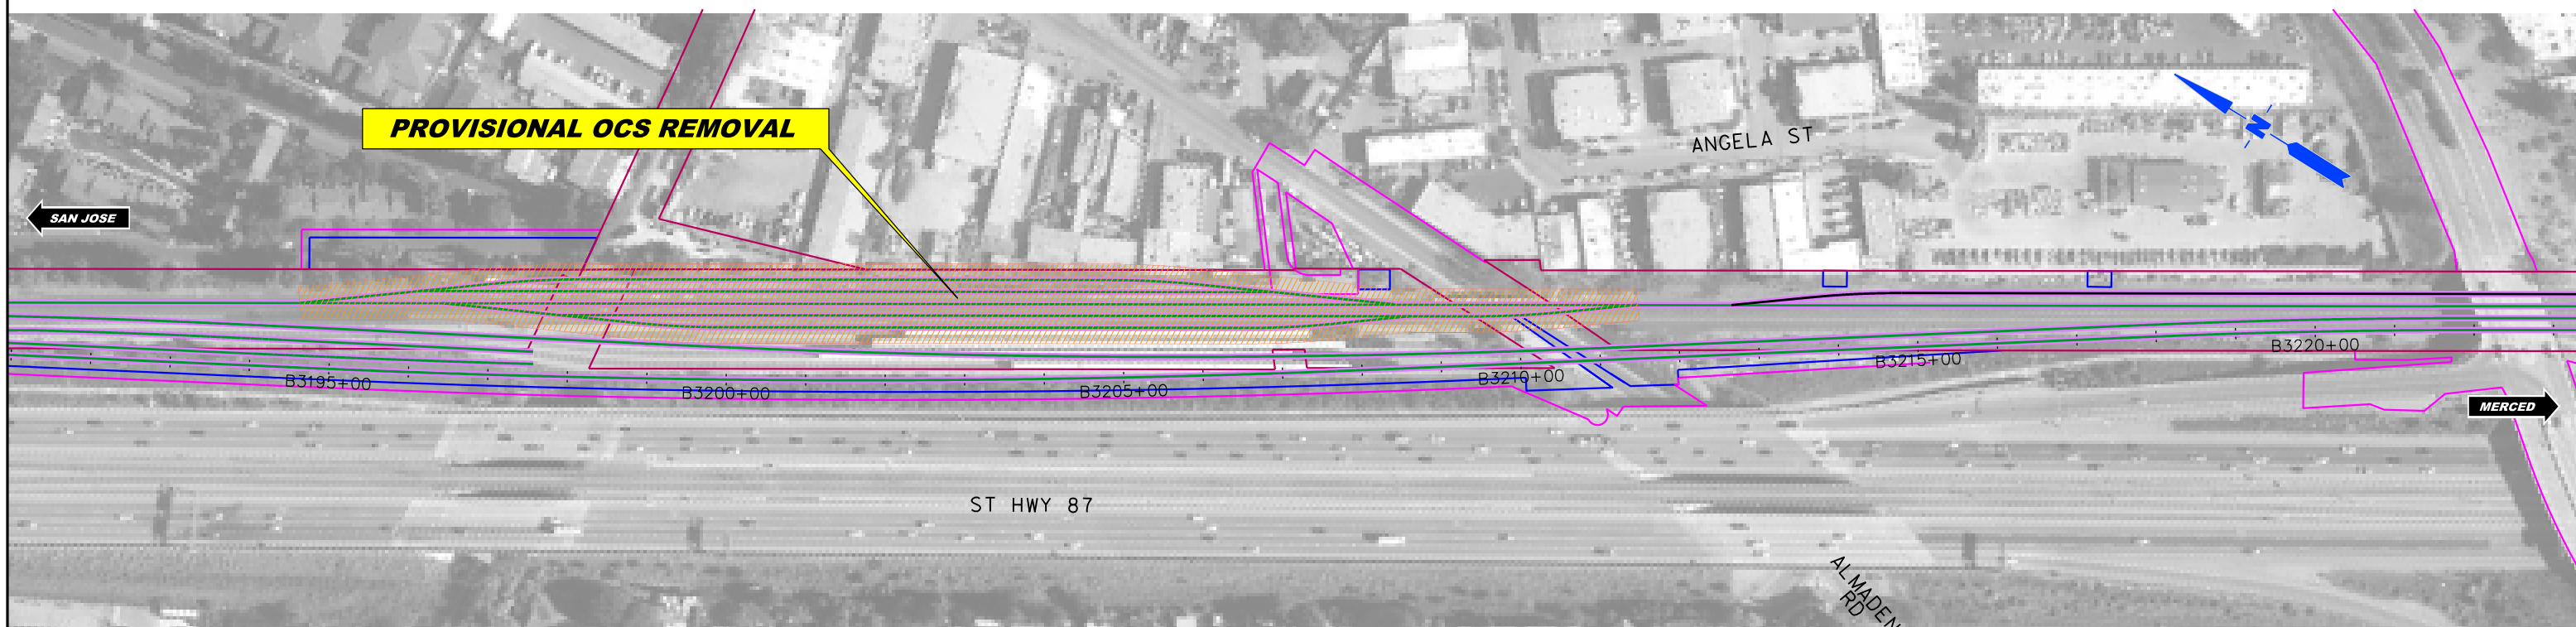 PROVISIONAL OCS REMOVAL
ANGELA ST
N
SAN JOSE
B3195+00
B3200+00
B3205+00
B3210+00
B3215+00
B3220+00
MERCED
ST HWY 87
ALMADEN
RD